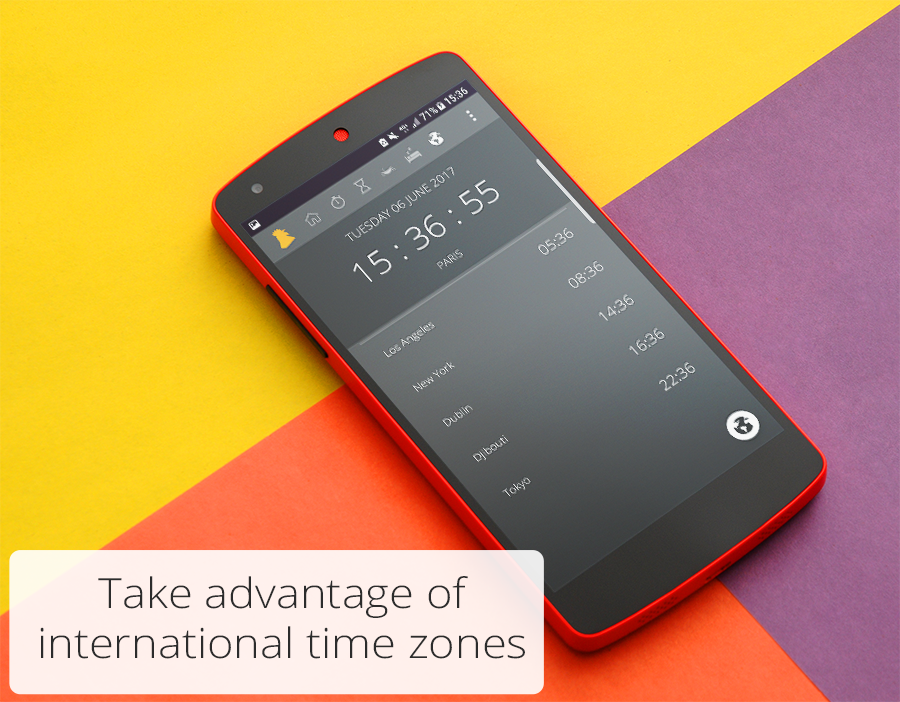 71% 15:36
TUESDAY 06 JUNE 2017
15 : 36 : 55
PARIS
Los Angeles 05:36
New York 08:36
Dublin 14:36
Djibouti 16:36
Tokyo 22:36
Take advantage of
international time zones